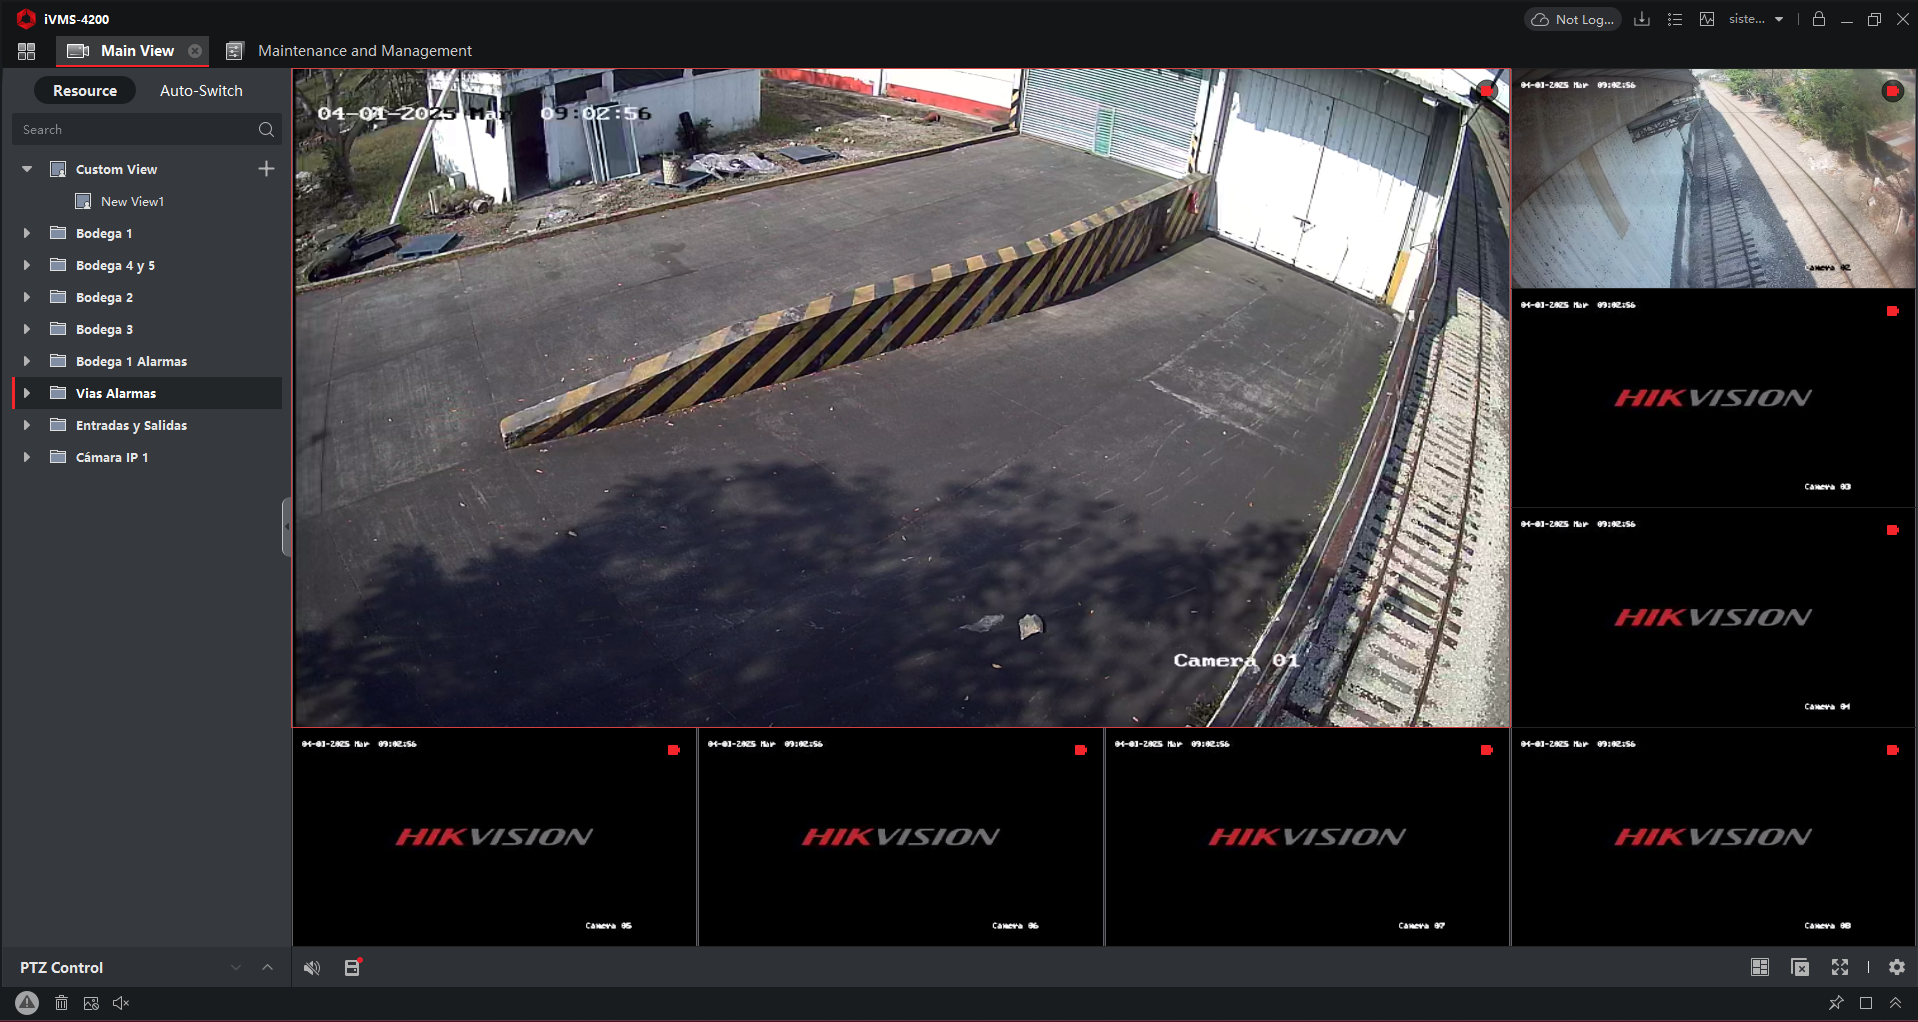 iVMS-4200
Not Log...
siste...
Main View
Maintenance and Management
Resource
Auto-Switch
Search
Custom View
New View1
Bodega 1
Bodega 4 y 5
Bodega 2
Bodega 3
Bodega 1 Alarmas
Vias Alarmas
Entradas y Salidas
Cámara IP 1
PTZ Control
04-01-2025 Mar 09:02:56
Camera 01
04-01-2025 Mar 09:02:56
Camera 02
04-01-2025 Mar 09:02:56
HIKVISION
Camera 03
04-01-2025 Mar 09:02:56
HIKVISION
Camera 04
04-01-2025 Mar 09:02:56
HIKVISION
Camera 05
04-01-2025 Mar 09:02:56
HIKVISION
Camera 06
04-01-2025 Mar 09:02:56
HIKVISION
Camera 07
04-01-2025 Mar 09:02:56
HIKVISION
Camera 08